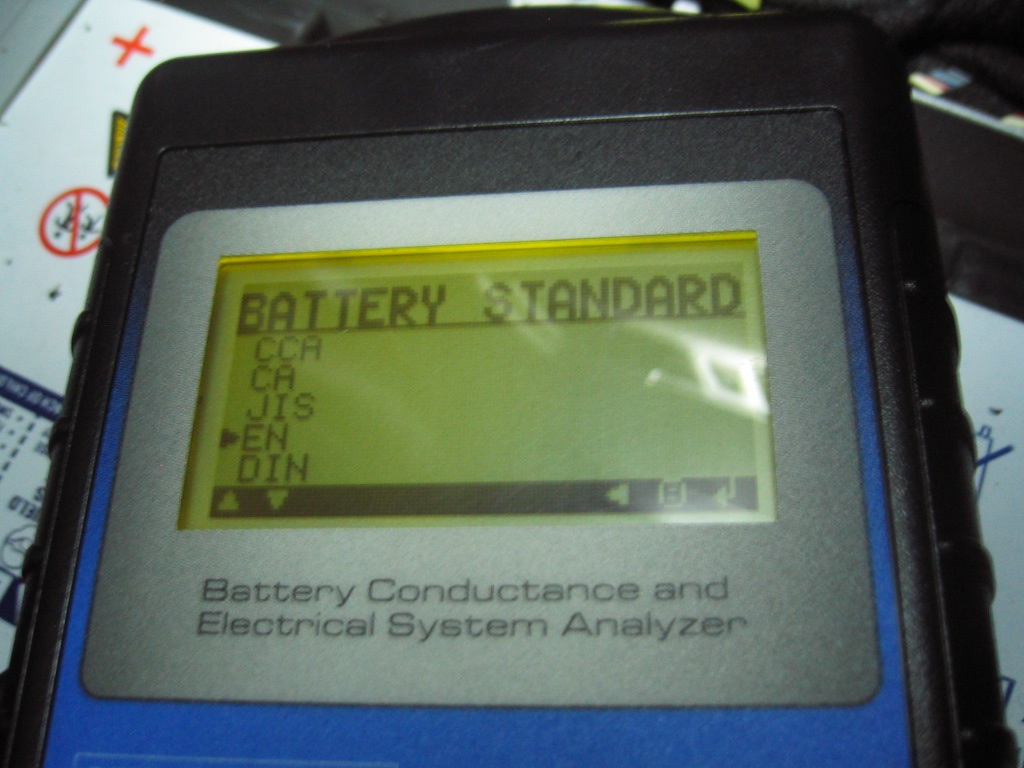 BATTERY STANDARD
CCA
CA
JIS
EN
DIN
Battery Conductance and
Electrical System Analyzer